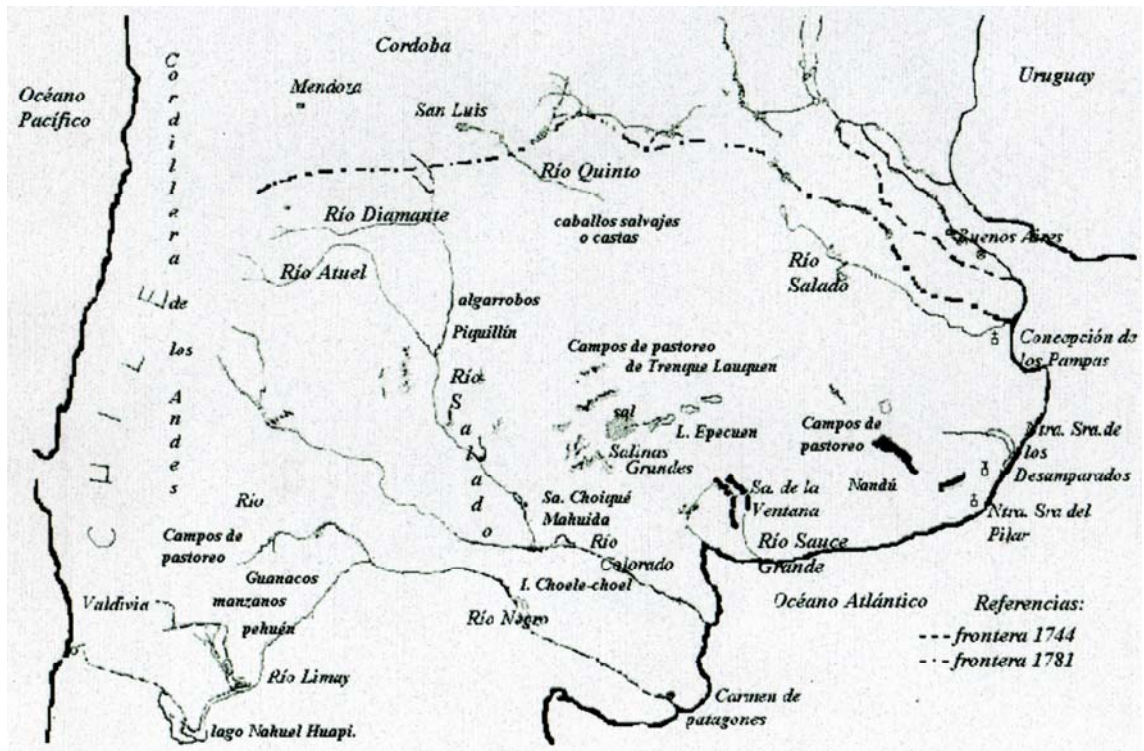 Cordoba
Océano
Pacífico
Cordillera de los Andes
Mendoza
San Luis
Uruguay
Río Quinto
Río Diamante
caballos salvajes
o castas
Buenos Aires
Río Atuel
Río
Salado
algarrobos
Piquillín
Concepción de
los Pampas
Campos de pastoreo
de Trenque Lauquen
Río Salado
sal
L. Epecuen
Salinas
Grandes
Campos de
pastoreo
Ntra. Sra. de
los
Desamparados
CHILE
Ñandú
Sa. de la
Ventana
Sa. Choiqué
Mahuida
Ntra. Sra del
Pilar
Río
Campos de
pastoreo
Río
Colorado
Río Sauce
Grande
Guanacos
manzanos
I. Choele-choel
Valdivia
pehuén
Río Negro
Océano Atlántico
Referencias:
frontera 1744
frontera 1781
Río Limay
Carmen de
patagones
lago Nahuel Huapi.